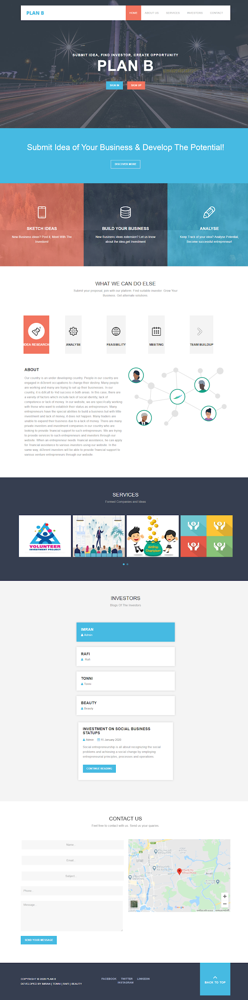 PLAN B
HOME
ABOUT US
SERVICES
INVESTORS
CONTACT
SUBMIT IDEA, FIND INVESTOR, CREATE OPPORTUNITY
PLAN B
SIGN IN
SIGN UP
Submit Idea of Your Business & Develop The Potential!
DISCOVER MORE
SKETCH IDEAS
New Business ideas? Post it, Meet With The
Investors!
BUILD YOUR BUSINESS
New Business ideas extension? Let us know
about the idea,get Investment
ANALYSE
Keep Track of your idea? Analyse Potential,
Become successful entrepreneur!
WHAT WE CAN DO ELSE
Submit your proposal, join with our plaform. Find suitable investor. Grow Your
Business. Get alternate solutions.
IDEA RESEARCH
ANALYSE
FEASIBILITY
MEETING
TEAM BUILDUP
ABOUT
Our country is an under developing country. People in our country are
engaged in different occupations to change their destiny. Many people
are working and many are trying to set up their businesses. In our
country, it is difficult to find success in both areas. In this case, there are
a variety of factors which include lack of social identity, lack of
competence or lack of money. In our website, we are specifically working
with those who want to establish their status as entrepreneurs. Many
entrepreneurs have the special abilities to build a business but with little
investment and lack of money, it does not happen. Many traders are
unable to expand their business due to a lack of money. There are many
private investors and investment companies in our country who are
looking to provide financial support to such entrepreneurs. We are trying
to provide services to such entrepreneurs and investors through our
website. When an entrepreneur needs financial assistance, he can apply
for financial assistance to various investors using our website. In the
same way, different investors will be able to provide financial support to
various venture entrepreneurs through our website.
SERVICES
Formed Companies and Ideas
VOLUNTEER
INVESTMENT PROJECT
Airdrop
Chartoken
INVESTORS
Blogs Of The Investors
IMRAN
Admin
RAFI
Rafi
TONNI
Tonni
BEAUTY
Beauty
INVESTMENT ON SOCIAL BUSINESS
STATUPS
Admin 15 January 2020
Social entrepreneurship is all about recognizing the social
problems and achieving a social change by employing
entrepreneurial principles, processes and operations.
CONTINUE READING
CONTACT US
Feel free to contact with us. Send us your quaries.
Name...
Email...
Subject...
Phone...
Message...
SEND YOUR MESSAGE
ঢাকা
ইউনাইটেড
Beraid
Google
COPYRIGHT © 2020 PLAN B
DEVELOPED BY IMRAN | TONNI | RAFI | BEAUTY
FACEBOOK
TWITTER
LINKEDIN
INSTAGRAM
BACK TO TOP